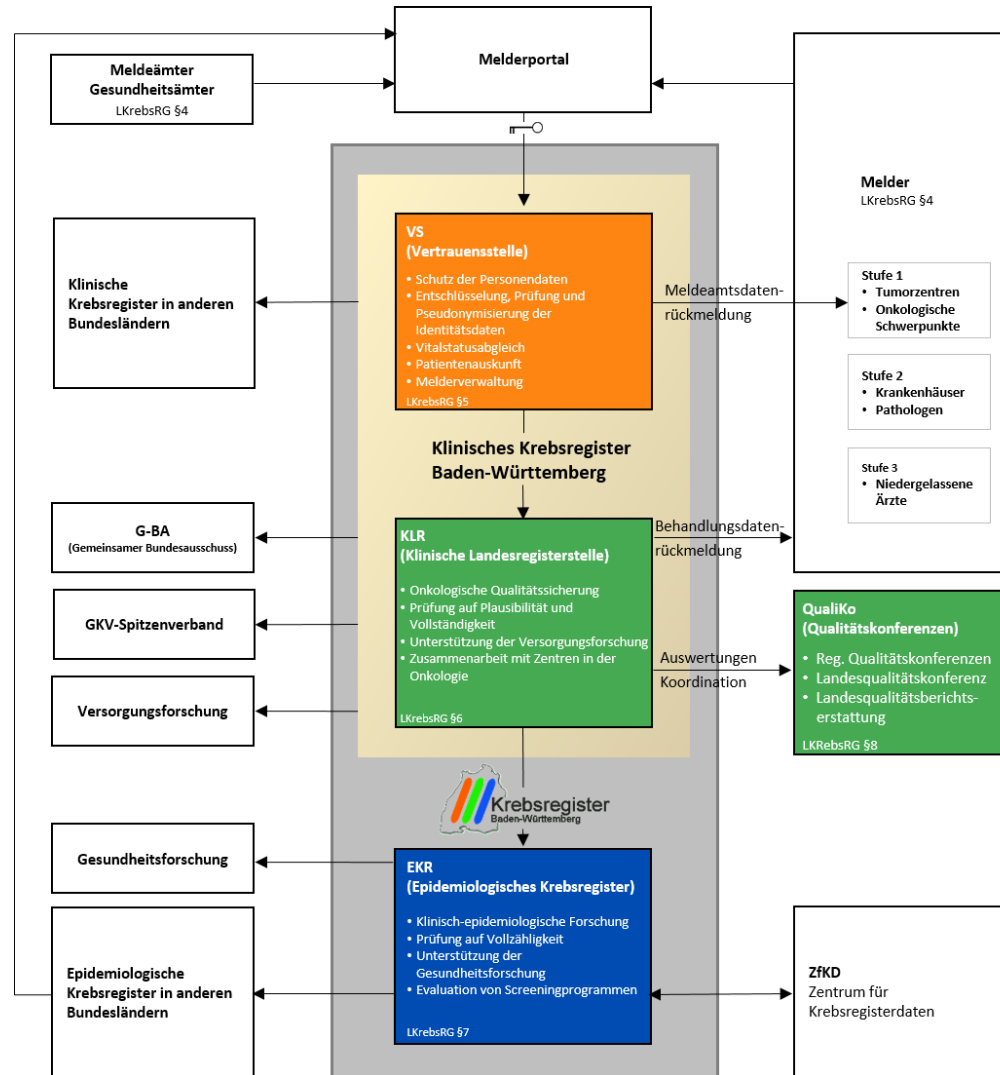 Melderportal
Meldeämter
Gesundheitsämter
LKrebsRG §4
Melder
LKrebsRG §4
Stufe 1
• Tumorzentren
• Onkologische
Schwerpunkte
Stufe 2
• Krankenhäuser
• Pathologen
Stufe 3
• Niedergelassene
Ärzte
VS
(Vertrauensstelle)
• Schutz der Personendaten
• Entschlüsselung, Prüfung und
Pseudonymisierung der
Identitätsdaten
• Vitalstatusabgleich
• Patientenauskunft
• Melderverwaltung
LKrebsRG §5
Meldeamtsdaten-
rückmeldung
Klinische
Krebsregister in anderen
Bundesländern
Klinisches Krebsregister
Baden-Württemberg
G-BA
(Gemeinsamer Bundesausschuss)
GKV-Spitzenverband
Versorgungsforschung
KLR
(Klinische Landesregisterstelle)
• Onkologische Qualitätssicherung
• Prüfung auf Plausibilität und
Vollständigkeit
• Unterstützung der Versorgungsforschung
• Zusammenarbeit mit Zentren in der
Onkologie
LKrebsRG §6
Behandlungsdaten-
rückmeldung
Auswertungen
Koordination
QualiKo
(Qualitätskonferenzen)
• Reg. Qualitätskonferenzen
• Landesqualitätskonferenz
• Landesqualitätsberichts-
erstattung
LKRebsRG §8
Krebsregister
Baden-Württemberg
Gesundheitsforschung
EKR
(Epidemiologisches Krebsregister)
• Klinisch-epidemiologische Forschung
• Prüfung auf Vollzähligkeit
• Unterstützung der
Gesundheitsforschung
• Evaluation von Screeningprogrammen
LKrebsRG §7
Epidemiologische
Krebsregister in anderen
Bundesländern
ZfKD
Zentrum für
Krebsregisterdaten